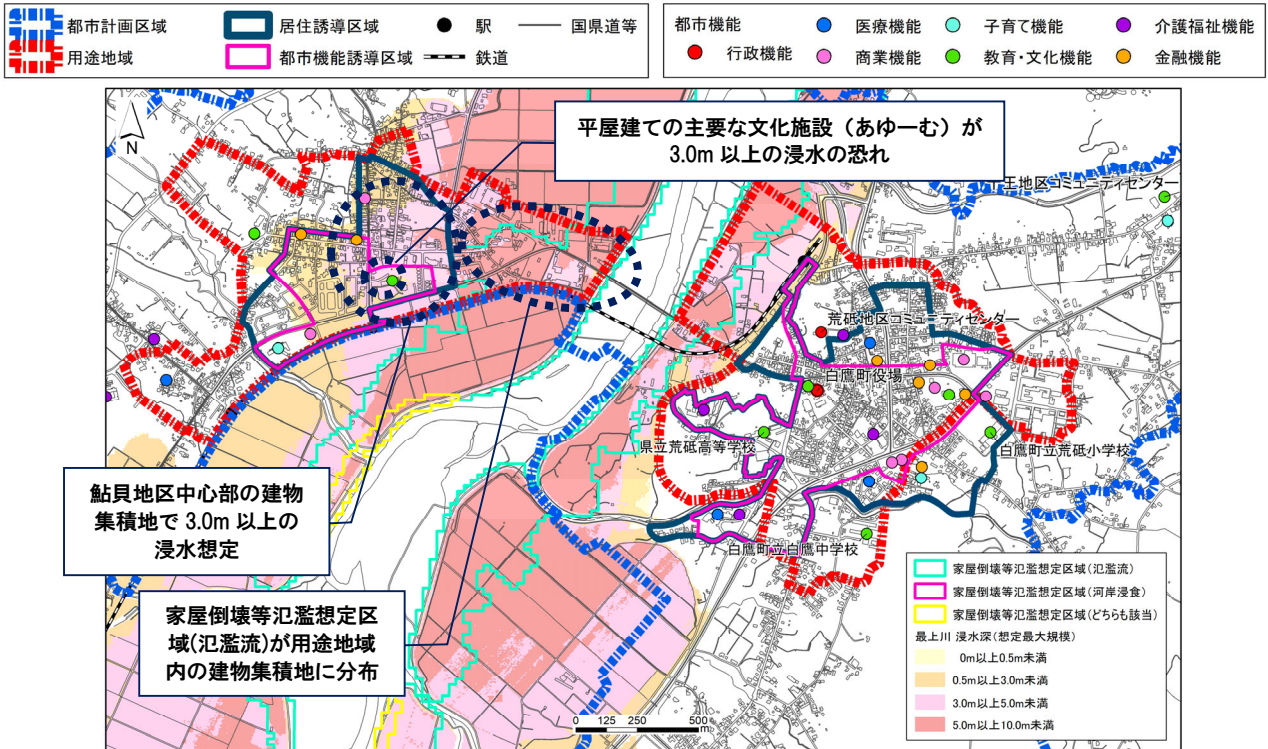 都市計画区域
居住誘導区域
駅
国県道等
用途地域
都市機能誘導区域
鉄道
都市機能
医療機能
子育て機能
介護福祉機能
行政機能
商業機能
教育・文化機能
金融機能
N
平屋建ての主要な文化施設（あゆーむ）が
3.0m 以上の浸水の恐れ
王地区コミュニティセンター
荒砥地区コミュニティセンター
白鷹町役場
県立荒砥高等学校
白鷹町立荒砥小学校
白鷹町立白鷹中学校
鮎貝地区中心部の建物
集積地で 3.0m 以上の
浸水想定
家屋倒壊等氾濫想定区
域(氾濫流)が用途地域
内の建物集積地に分布
家屋倒壊等氾濫想定区域(氾濫流)
家屋倒壊等氾濫想定区域(河岸浸食)
家屋倒壊等氾濫想定区域(どちらも該当)
最上川 浸水深(想定最大規模)
0m以上0.5m未満
0.5m以上3.0m未満
3.0m以上5.0m未満
5.0m以上10.0m未満
0 125 250 500
m